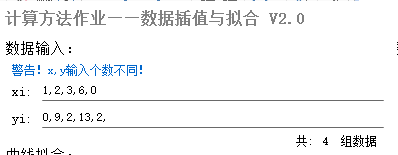 计算方法作业——数据插值与拟合 V2.0
数据输入：
警告！x,y输入个数不同！
xi: 1,2,3,6,0
yi: 0,9,2,13,2,
共: 4 组数据